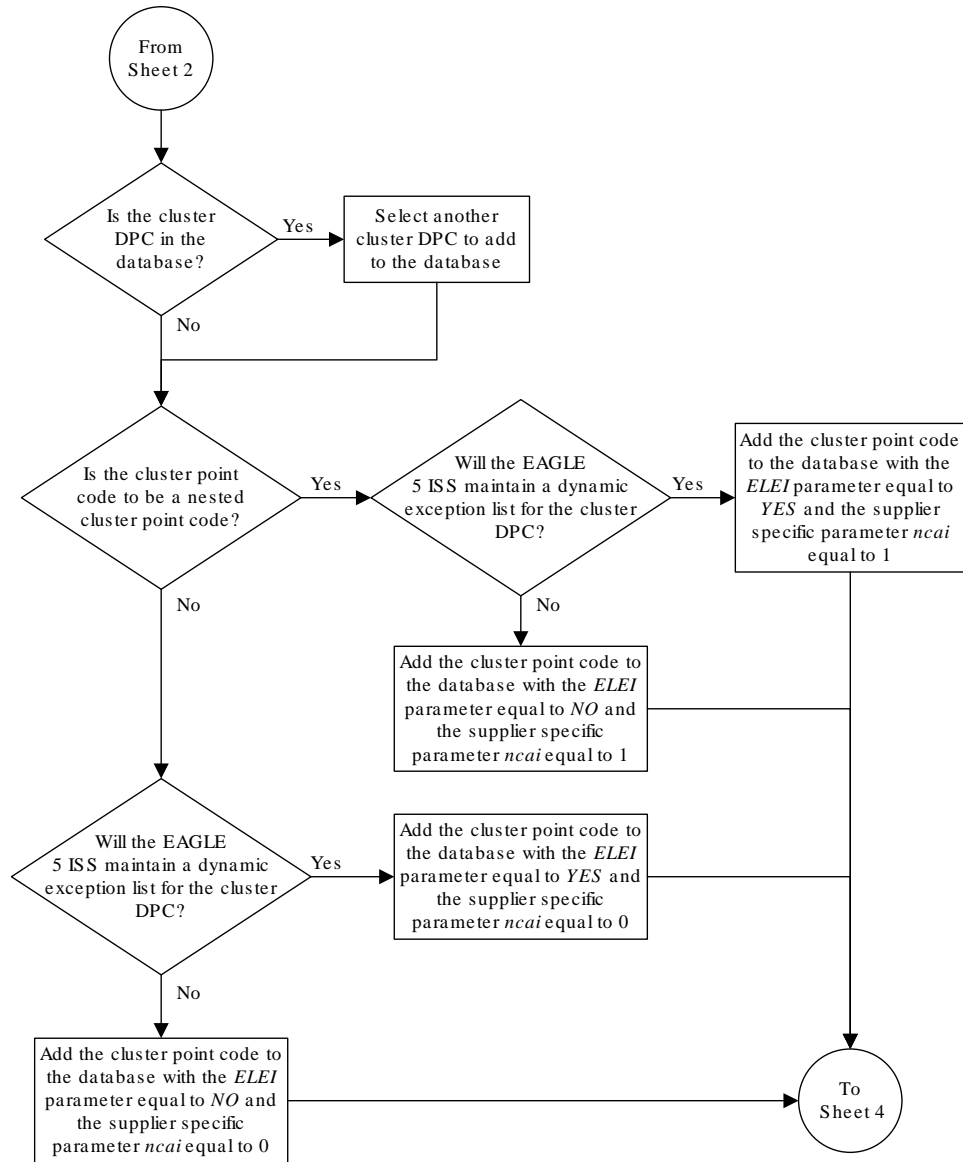 From
Sheet 2
Is the cluster
DPC in the
database?
Yes
Select another
cluster DPC to add
to the database
No
Is the cluster point
code to be a nested
cluster point code?
Yes
Will the EAGLE
5 ISS maintain a dynamic
exception list for the cluster
DPC?
Yes
Add the cluster point code
to the database with the
ELEI parameter equal to
YES and the supplier
specific parameter ncai
equal to 1
No
No
Add the cluster point code to
the database with the ELEI
parameter equal to NO and
the supplier specific
parameter ncai equal to 1
Will the EAGLE
5 ISS maintain a dynamic
exception list for the cluster
DPC?
Yes
Add the cluster point code to
the database with the ELEI
parameter equal to YES and
the supplier specific
parameter ncai equal to 0
No
Add the cluster point code to
the database with the ELEI
parameter equal to NO and
the supplier specific
parameter ncai equal to 0
To
Sheet 4